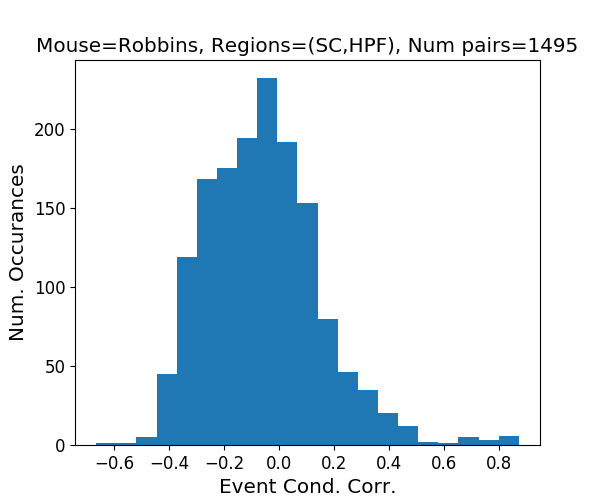 Mouse=Robbins, Regions=(SC,HPF), Num pairs=1495
200
150
100
50
0
Num. Occurances
−0.6 −0.4 −0.2 0.0 0.2 0.4 0.6 0.8
Event Cond. Corr.